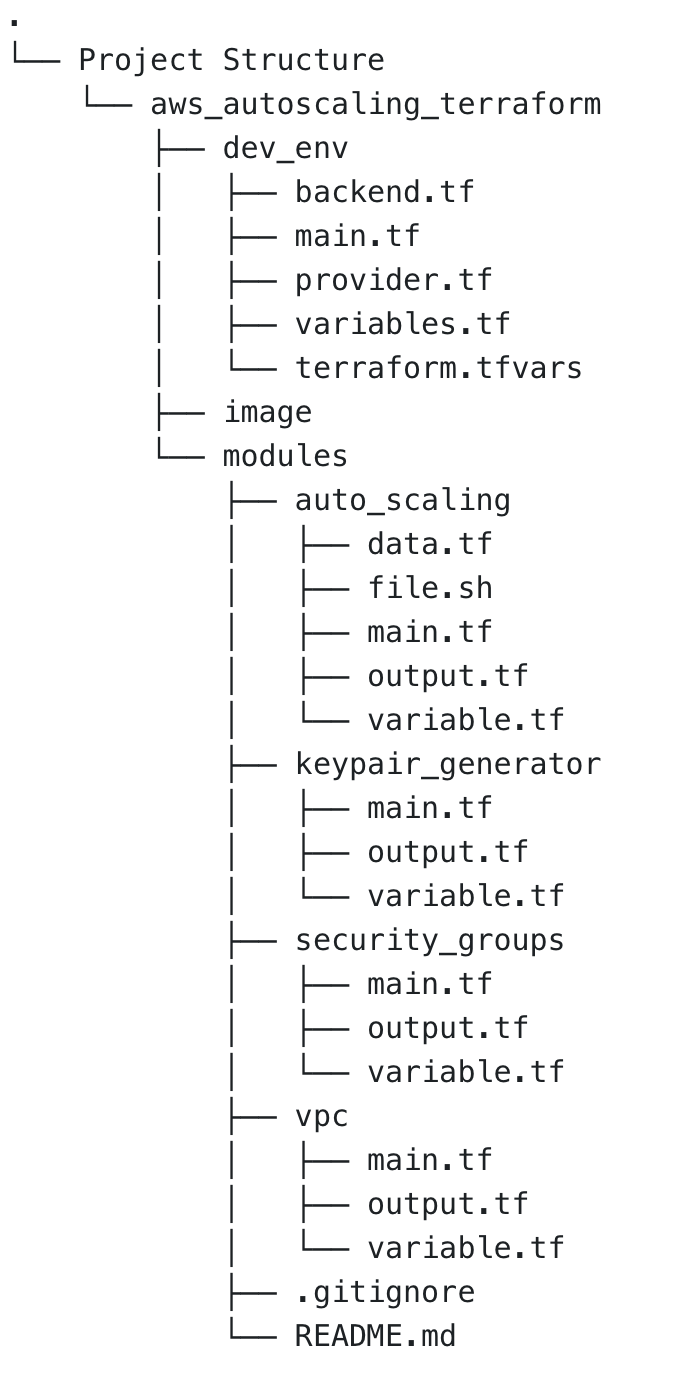 .
└── Project Structure
    └── aws_autoscaling_terraform
        ├── dev_env
        │   ├── backend.tf
        │   ├── main.tf
        │   ├── provider.tf
        │   ├── variables.tf
        │   └── terraform.tfvars
        ├── image
        └── modules
            ├── auto_scaling
            │   ├── data.tf
            │   ├── file.sh
            │   ├── main.tf
            │   ├── output.tf
            │   └── variable.tf
            ├── keypair_generator
            │   ├── main.tf
            │   ├── output.tf
            │   └── variable.tf
            ├── security_groups
            │   ├── main.tf
            │   ├── output.tf
            │   └── variable.tf
            ├── vpc
            │   ├── main.tf
            │   ├── output.tf
            │   └── variable.tf
            ├── .gitignore
            └── README.md